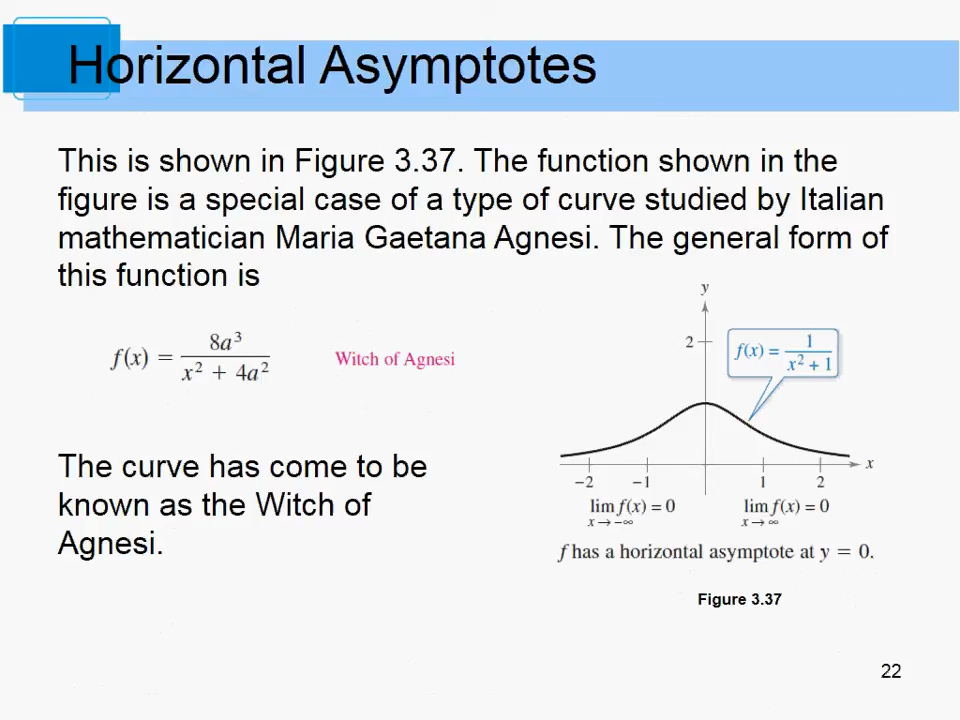 Horizontal Asymptotes
This is shown in Figure 3.37. The function shown in the
figure is a special case of a type of curve studied by Italian
mathematician Maria Gaetana Agnesi. The general form of
this function is
f(x) = 8a³ / (x² + 4a²)
Witch of Agnesi
The curve has come to be
known as the Witch of
Agnesi.
y
2
f(x) = 1 / (x² + 1)
x
−2 −1 1 2
lim f(x) = 0 lim f(x) = 0
x → −∞ x → ∞
f has a horizontal asymptote at y = 0.
Figure 3.37
22